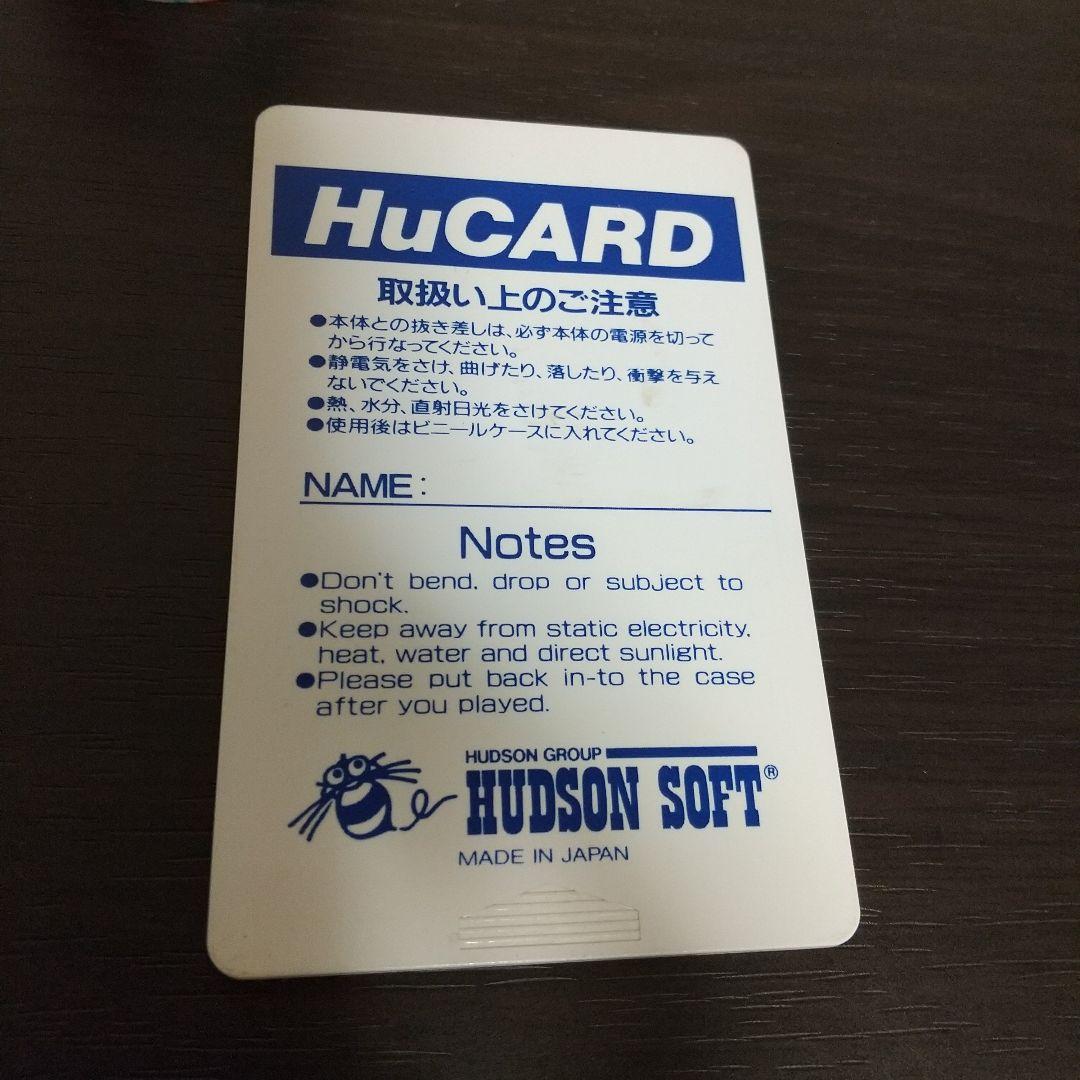 HuCARD
取扱い上のご注意
●本体との抜き差しは、必ず本体の電源を切って
から行なってください。
●静電気をさけ、曲げたり、落したり、衝撃を与え
ないでください。
●熱、水分、直射日光をさけてください。
●使用後はビニールケースに入れてください。
NAME:
Notes
●Don't bend, drop or subject to
shock.
●Keep away from static electricity,
heat, water and direct sunlight.
●Please put back in-to the case
after you played.
HUDSON GROUP
HUDSON SOFT®
MADE IN JAPAN